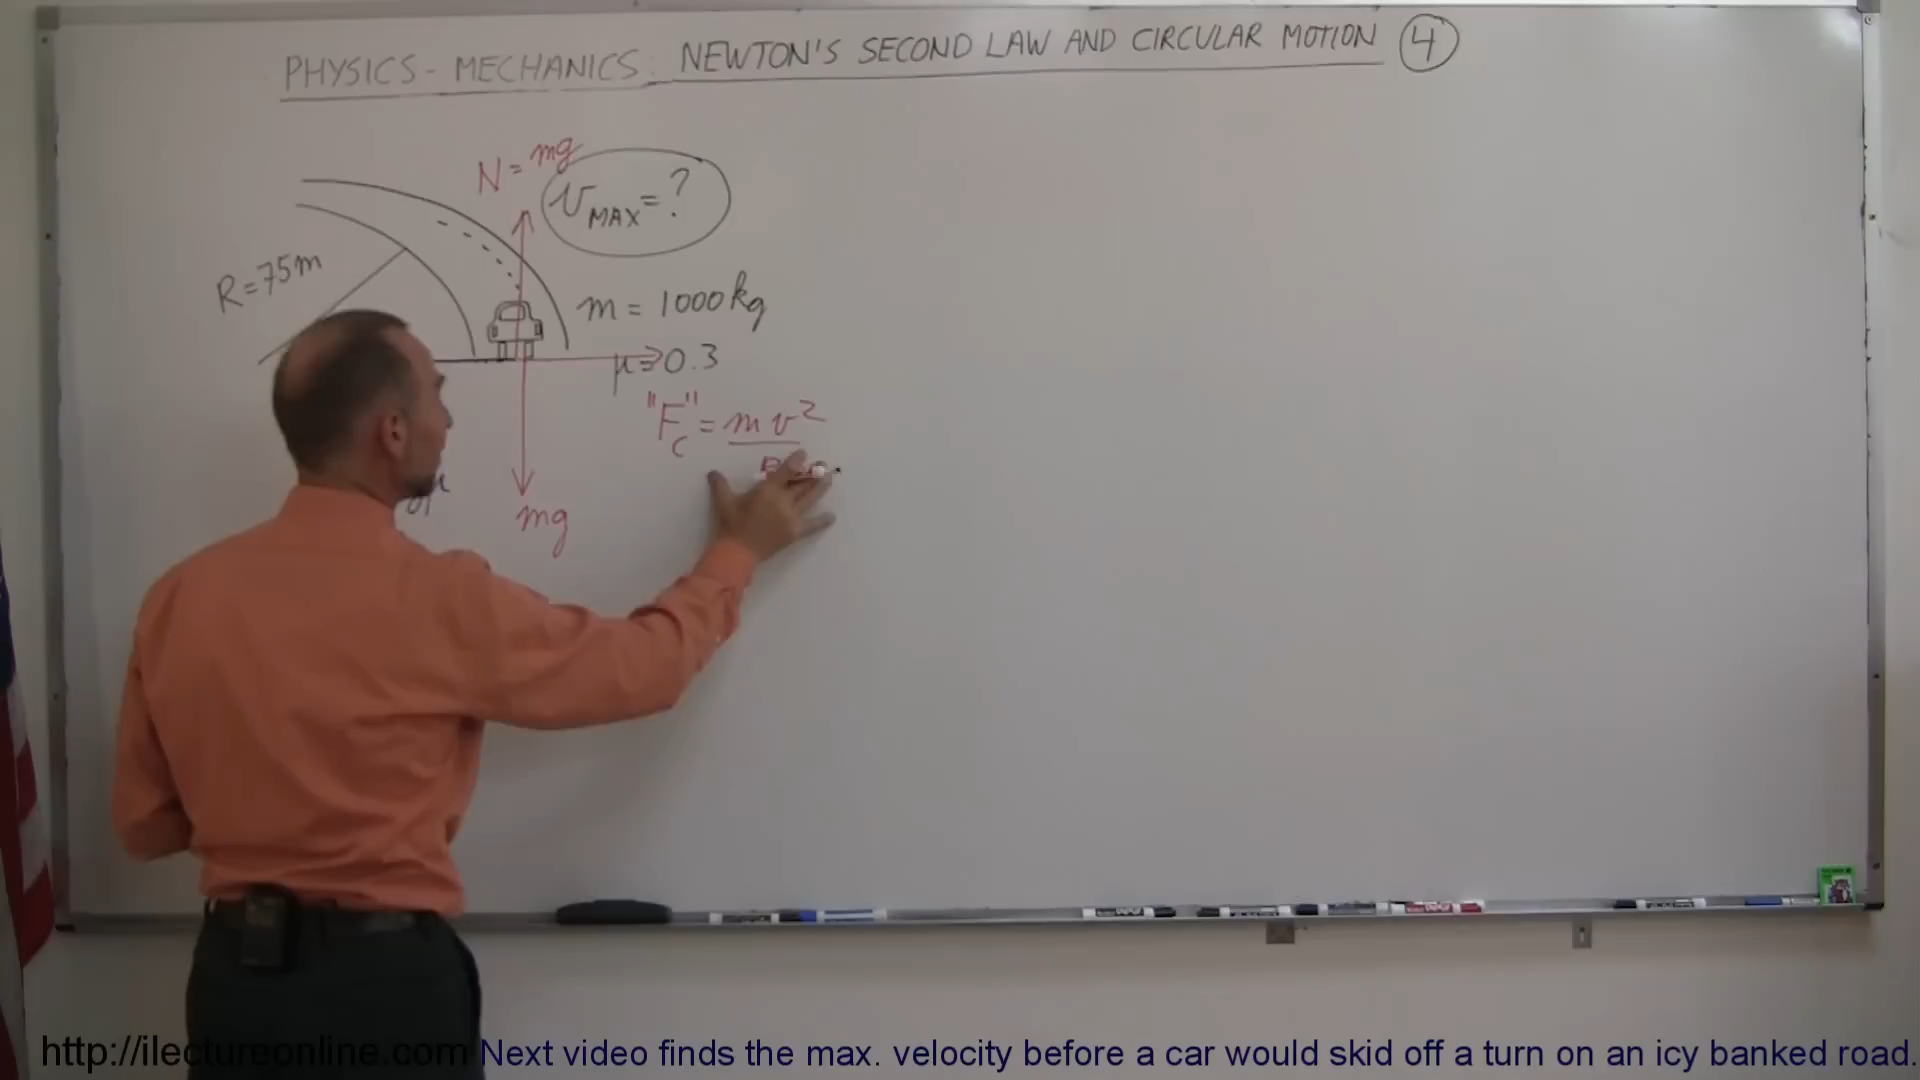 PHYSICS - MECHANICS: NEWTON'S SECOND LAW AND CIRCULAR MOTION 4
N = mg
v MAX = ?
R = 75m
m = 1000 kg
μ = 0.3
"F c" = m v²
mg
http://ilectureonline.com Next video finds the max. velocity before a car would skid off a turn on an icy banked road.